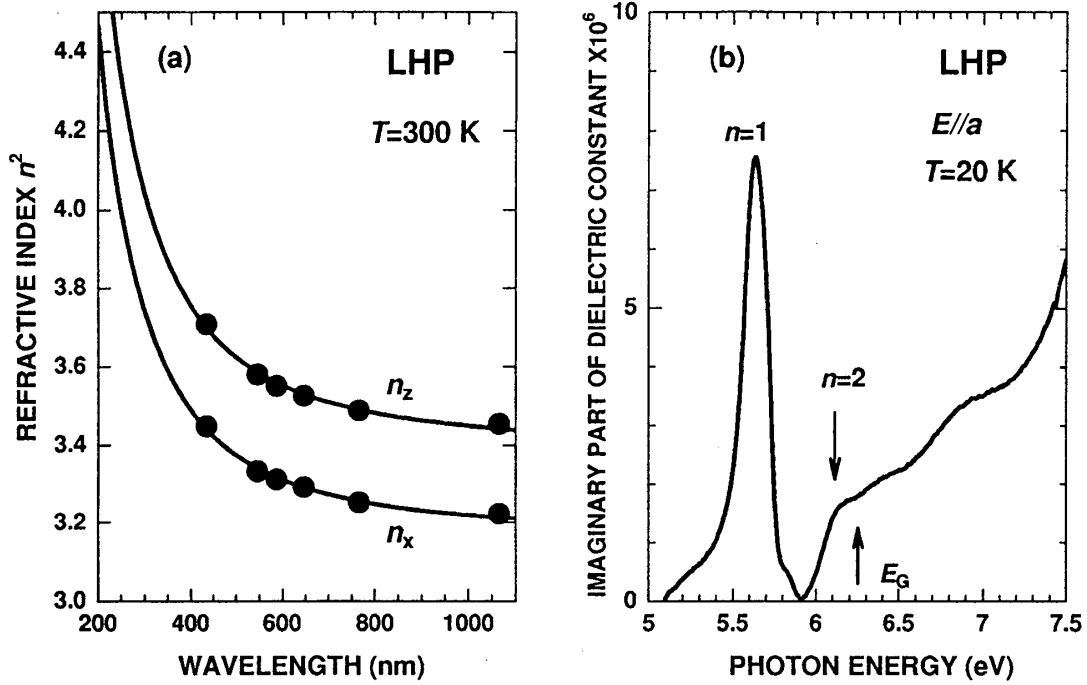 (a)
LHP
T=300 K
4.4
4.2
4.0
3.8
3.6
3.4
3.2
3.0
REFRACTIVE INDEX n²
n_z
n_x
200 400 600 800 1000
WAVELENGTH (nm)
(b)
LHP
E//a
T=20 K
n=1
n=2
E_G
10
5
0
IMAGINARY PART OF DIELECTRIC CONSTANT X10⁶
5 5.5 6 6.5 7 7.5
PHOTON ENERGY (eV)